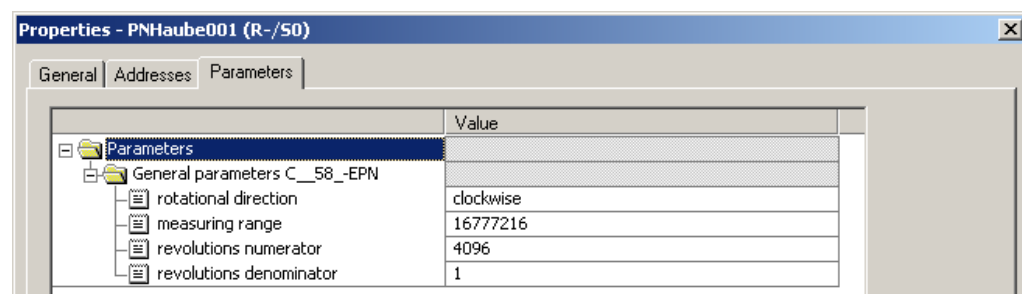 Properties - PNHaube001 (R-/S0)
General Addresses Parameters
Value
Parameters
General parameters C__58_-EPN
rotational direction clockwise
measuring range 16777216
revolutions numerator 4096
revolutions denominator 1